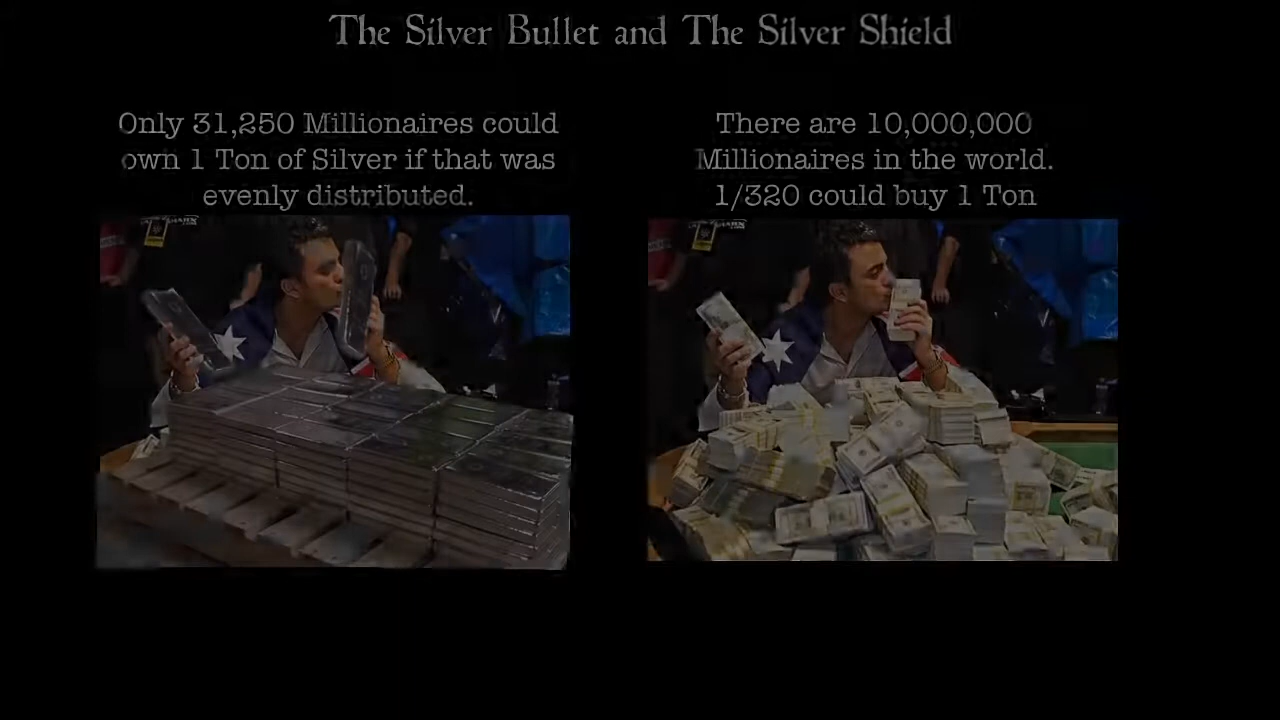 The Silver Bullet and The Silver Shield
Only 31,250 Millionaires could
own 1 Ton of Silver if that was
evenly distributed.
There are 10,000,000
Millionaires in the world.
1/320 could buy 1 Ton